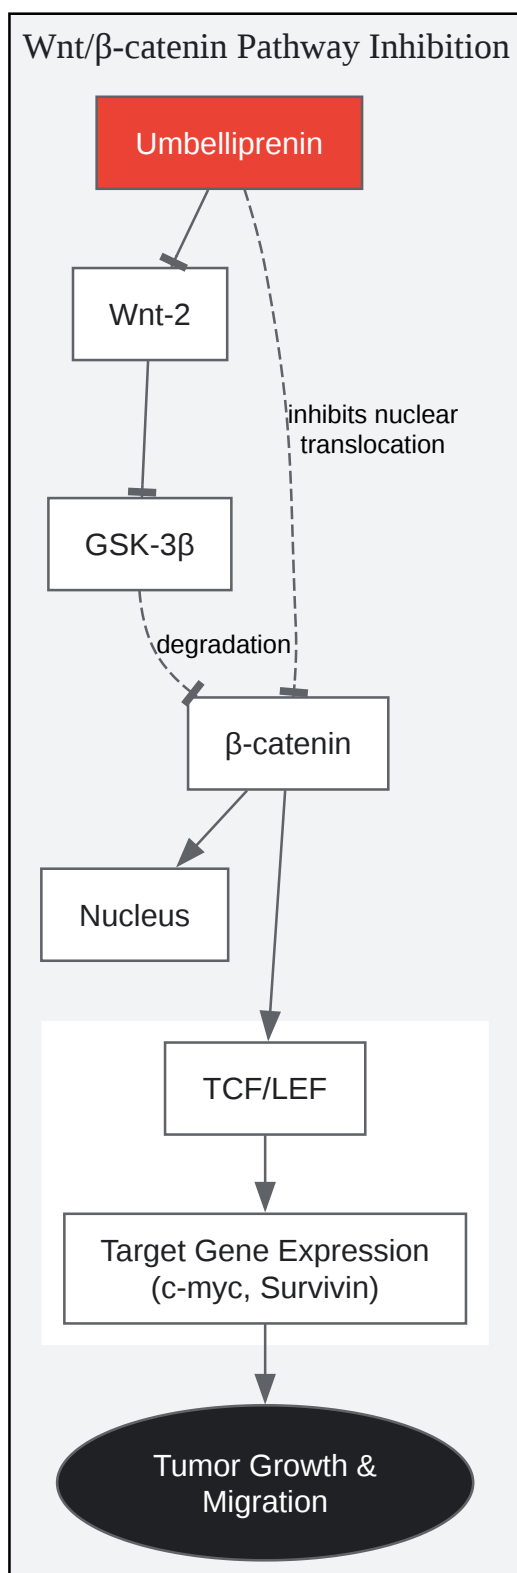 Wnt/β-catenin Pathway Inhibition
Umbelliprenin
Wnt-2
inhibits nuclear
translocation
GSK-3β
degradation
β-catenin
Nucleus
TCF/LEF
Target Gene Expression
(c-myc, Survivin)
Tumor Growth &
Migration